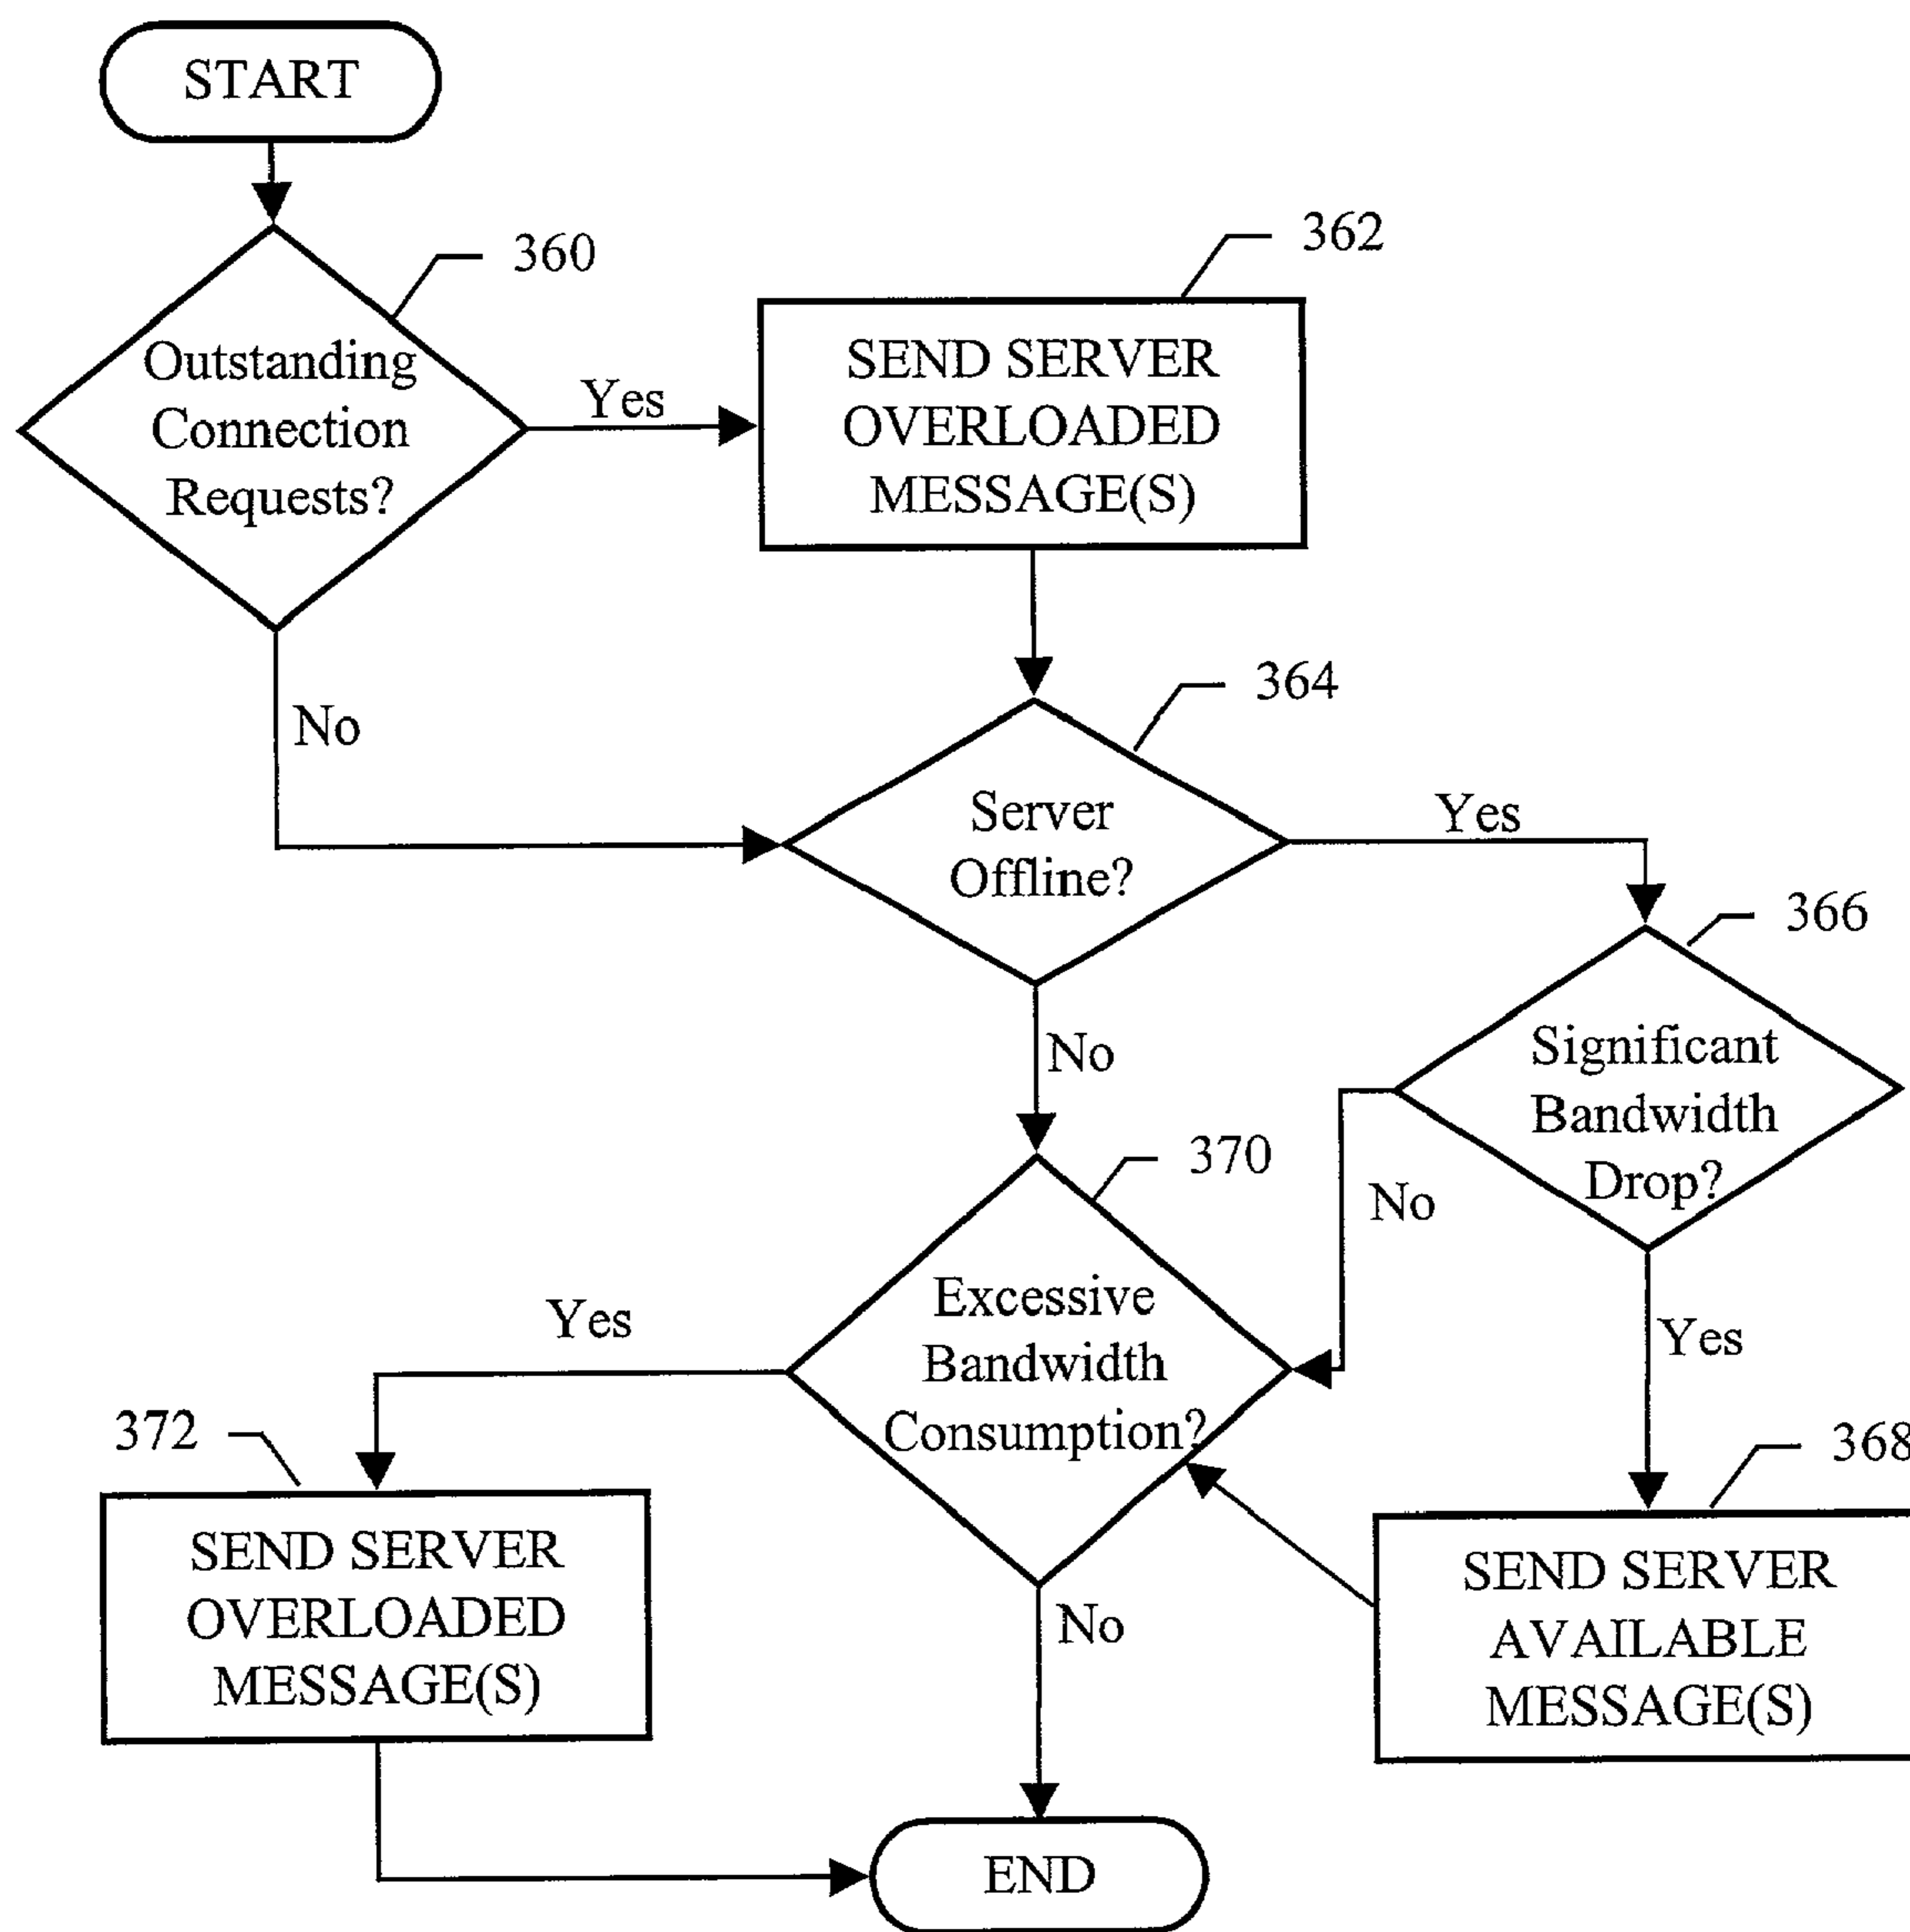 START
360
Outstanding
Connection
Requests?
Yes
362
SEND SERVER
OVERLOADED
MESSAGE(S)
No
364
Server
Offline?
Yes
366
Significant
Bandwidth
Drop?
No
No
370
Excessive
Bandwidth
Consumption?
Yes
Yes
372
SEND SERVER
OVERLOADED
MESSAGE(S)
368
SEND SERVER
AVAILABLE
MESSAGE(S)
No
END